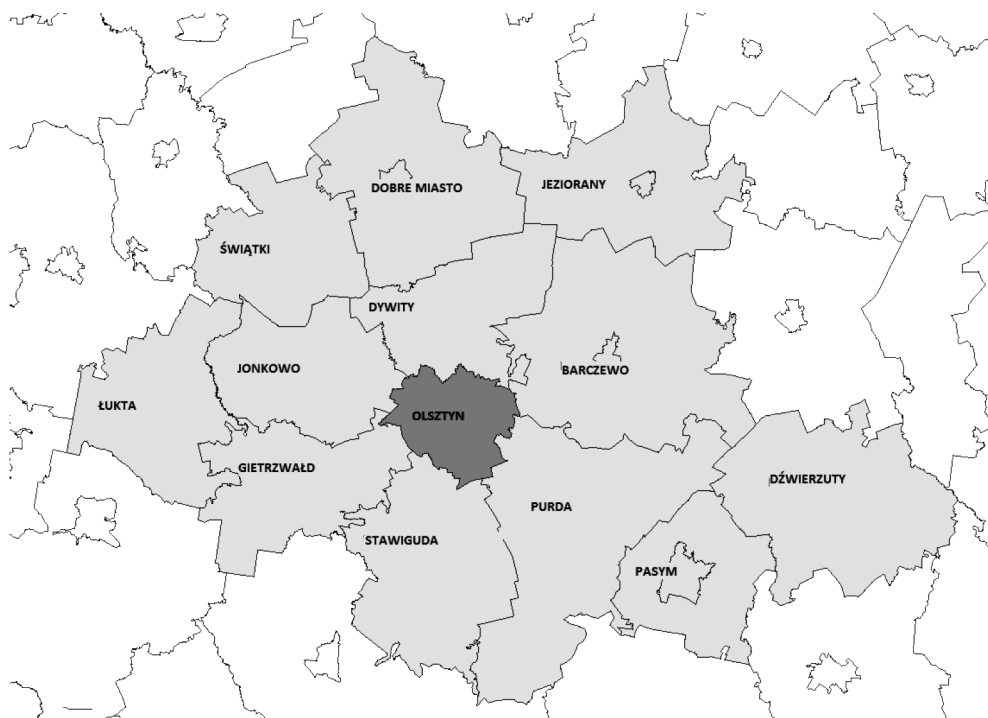 DOBRE MIASTO
JEZIORANY
ŚWIĄTKI
DYWITY
JONKOWO
BARCZEWO
ŁUKTA
OLSZTYN
GIETRZWAŁD
DŹWIERZUTY
PURDA
STAWIGUDA
PASYM